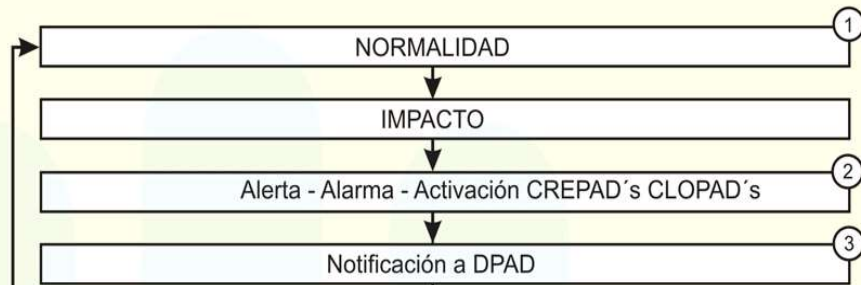 1
NORMALIDAD
IMPACTO
2
Alerta - Alarma - Activación CREPAD´s CLOPAD´s
3
Notificación a DPAD